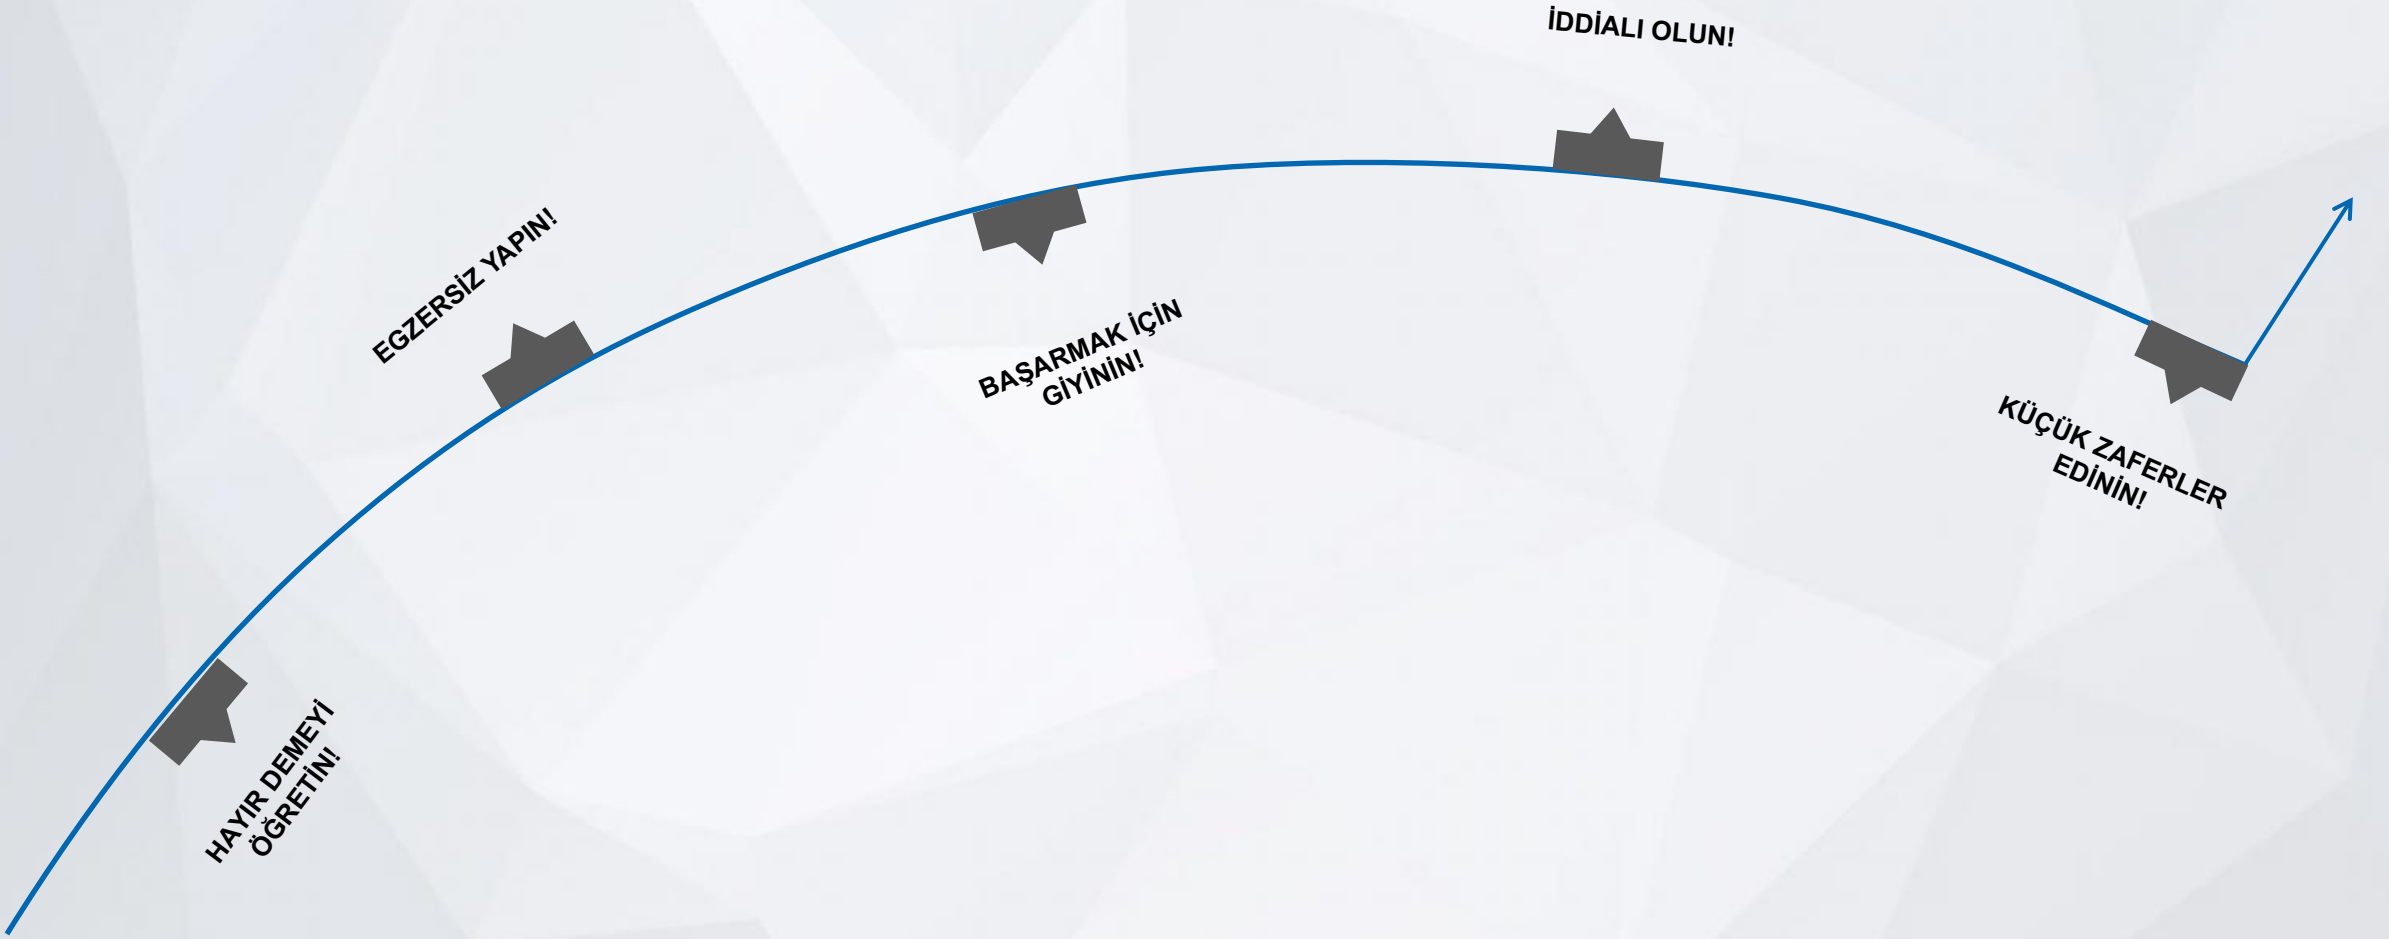 HAYIR DEMEYİ
ÖĞRETİN!
EGZERSİZ YAPIN!
BAŞARMAK İÇİN
GİYİNİN!
İDDİALI OLUN!
KÜÇÜK ZAFERLER
EDİNİN!